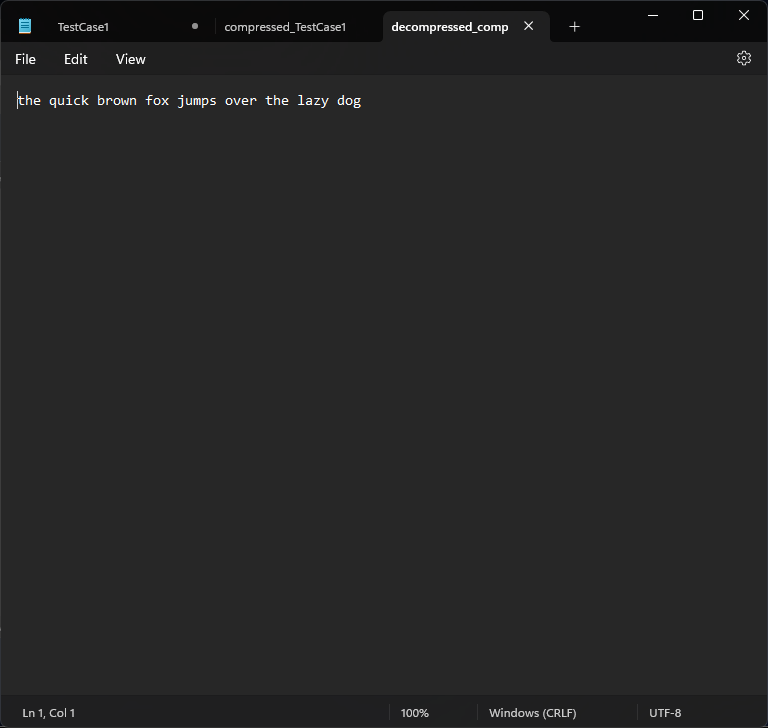 TestCase1 compressed_TestCase1 decompressed_comp
File Edit View
the quick brown fox jumps over the lazy dog
Ln 1, Col 1 100% Windows (CRLF) UTF-8